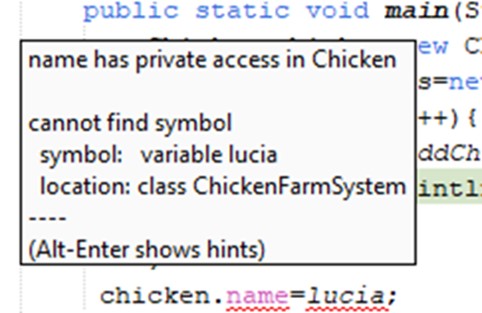 public static void main(S
name has private access in Chicken
ew C
s=ne
cannot find symbol
++) {
symbol:   variable lucia
ddCh
location: class ChickenFarmSystem
intl
----
(Alt-Enter shows hints)
chicken.name=lucia;